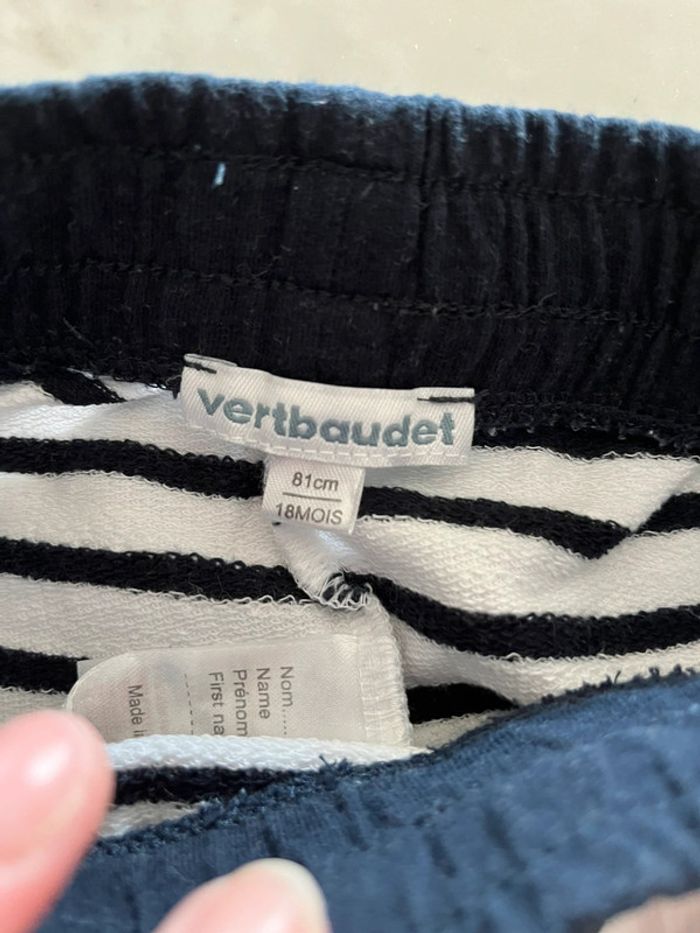 vertbaudet
81cm
18MOIS
Nom.....
Name
Prénom
First na
Made i